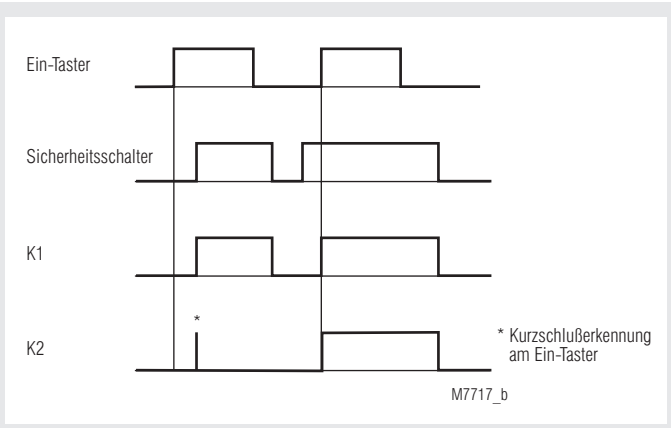 Ein-Taster
Sicherheitsschalter
K1
*
K2
* Kurzschlußerkennung
am Ein-Taster
M7717_b